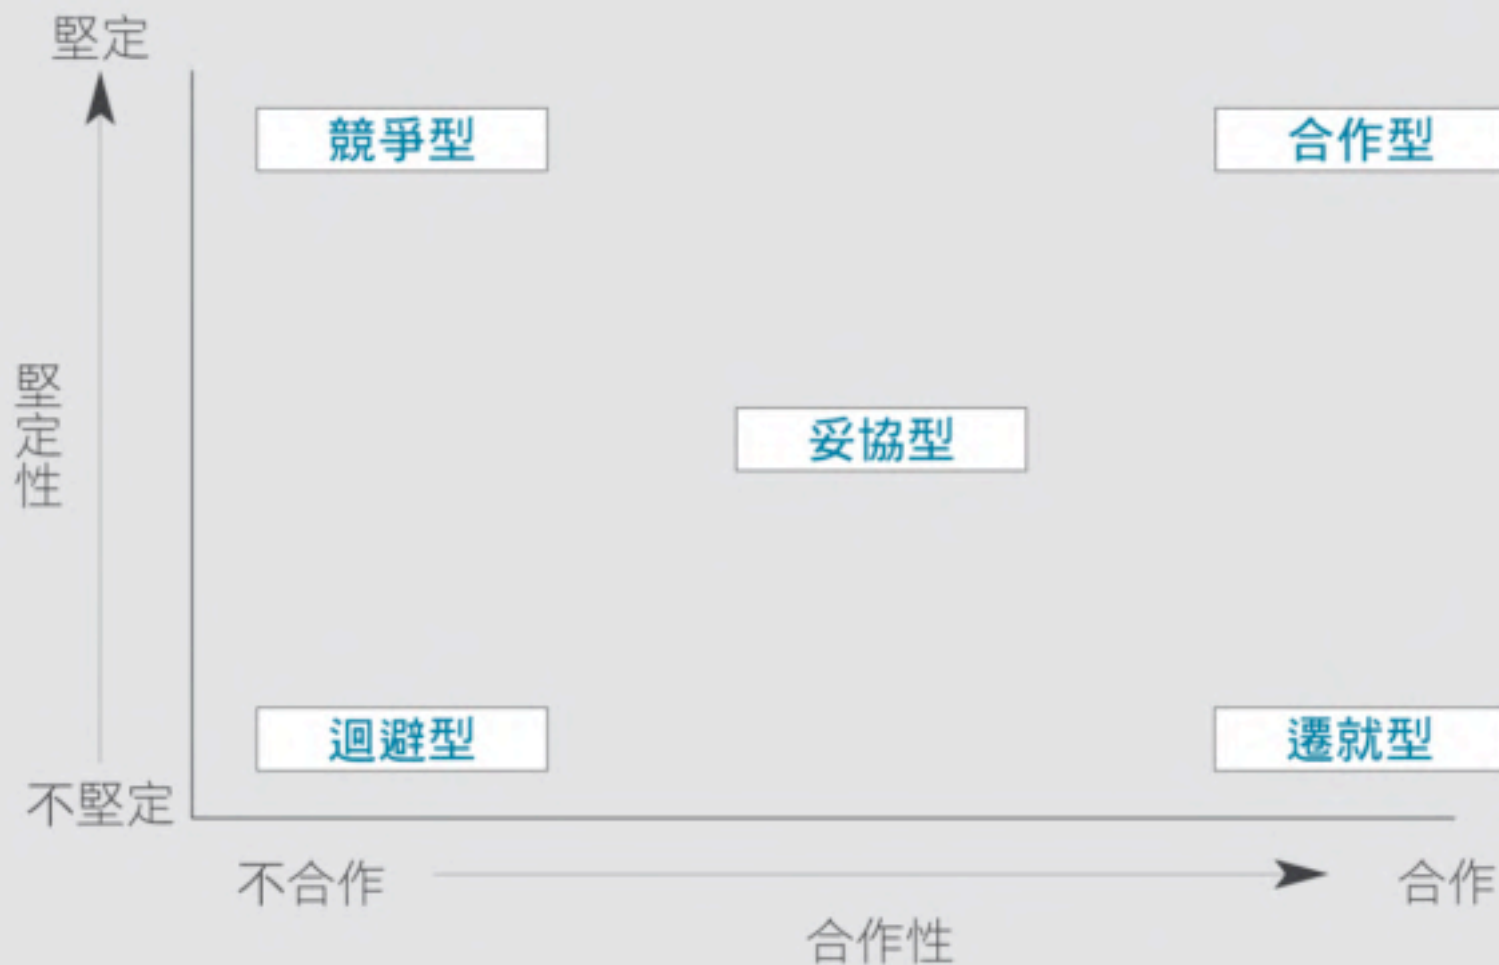 堅定
競爭型
合作型
堅定性
妥協型
迴避型
遷就型
不堅定
不合作
合作
合作性